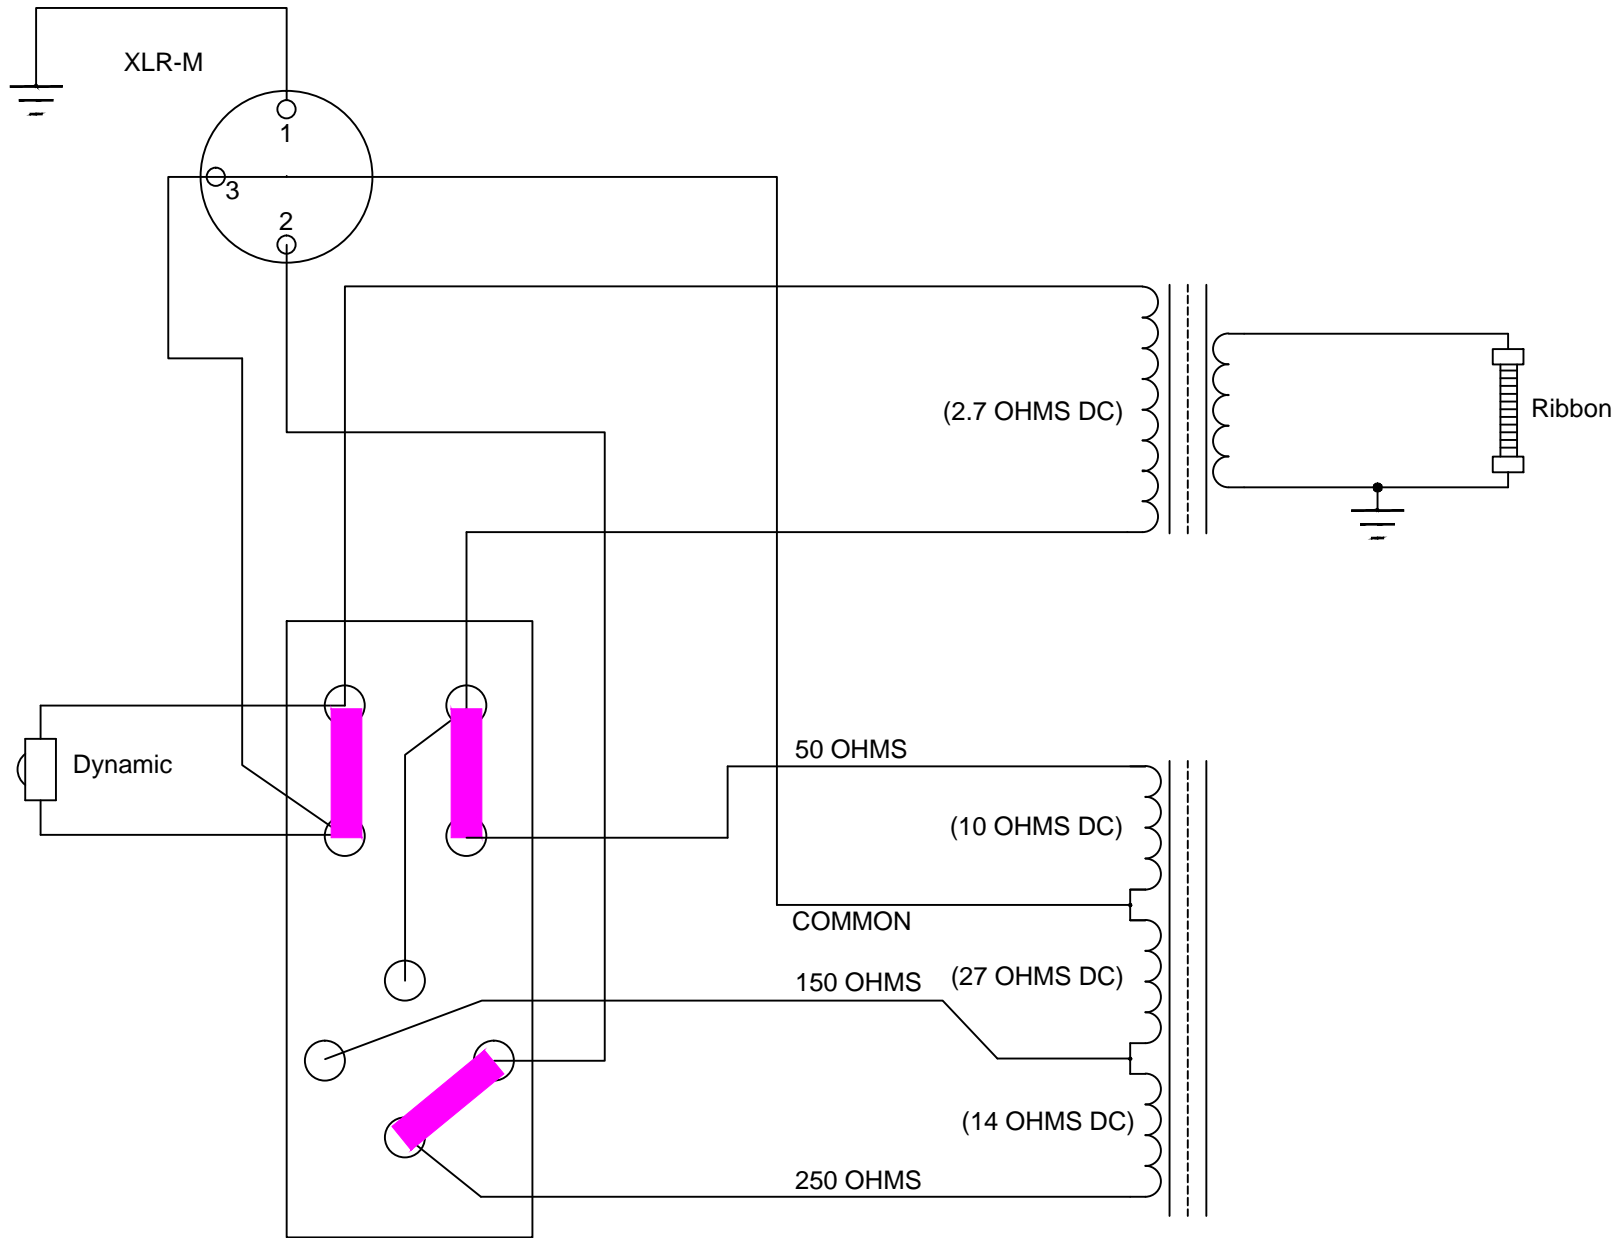 XLR-M
1
3
2
(2.7 OHMS DC)
Ribbon
50 OHMS
Dynamic
(10 OHMS DC)
COMMON
150 OHMS
(27 OHMS DC)
(14 OHMS DC)
250 OHMS